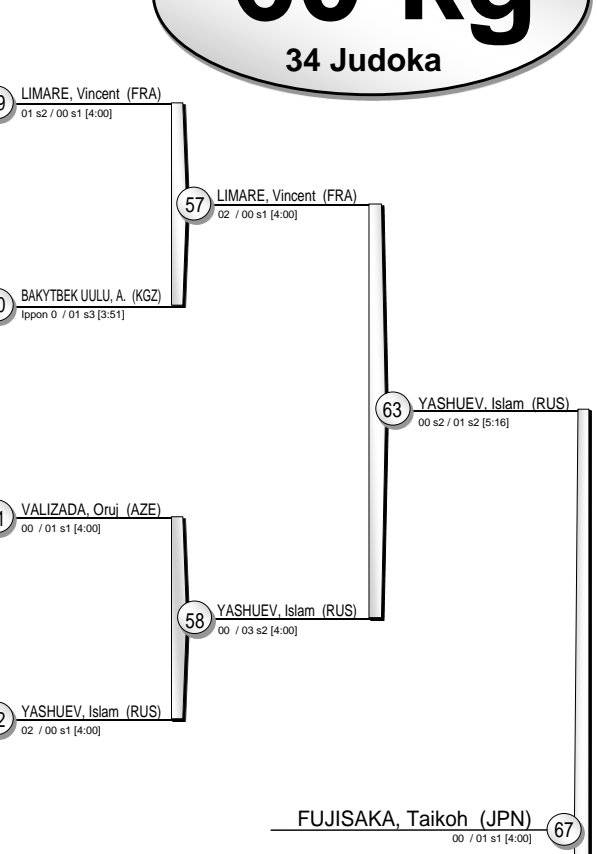 34 Judoka
LIMARE, Vincent (FRA)
01 s2 / 00 s1 [4:00]
57
LIMARE, Vincent (FRA)
02 / 00 s1 [4:00]
BAKYTBEK UULU, A. (KGZ)
Ippon 0 / 01 s3 [3:51]
63
YASHUEV, Islam (RUS)
00 s2 / 01 s2 [5:16]
VALIZADA, Oruj (AZE)
00 / 01 s1 [4:00]
58
YASHUEV, Islam (RUS)
00 / 03 s2 [4:00]
YASHUEV, Islam (RUS)
02 / 00 s1 [4:00]
FUJISAKA, Taikoh (JPN)
00 / 01 s1 [4:00]
67